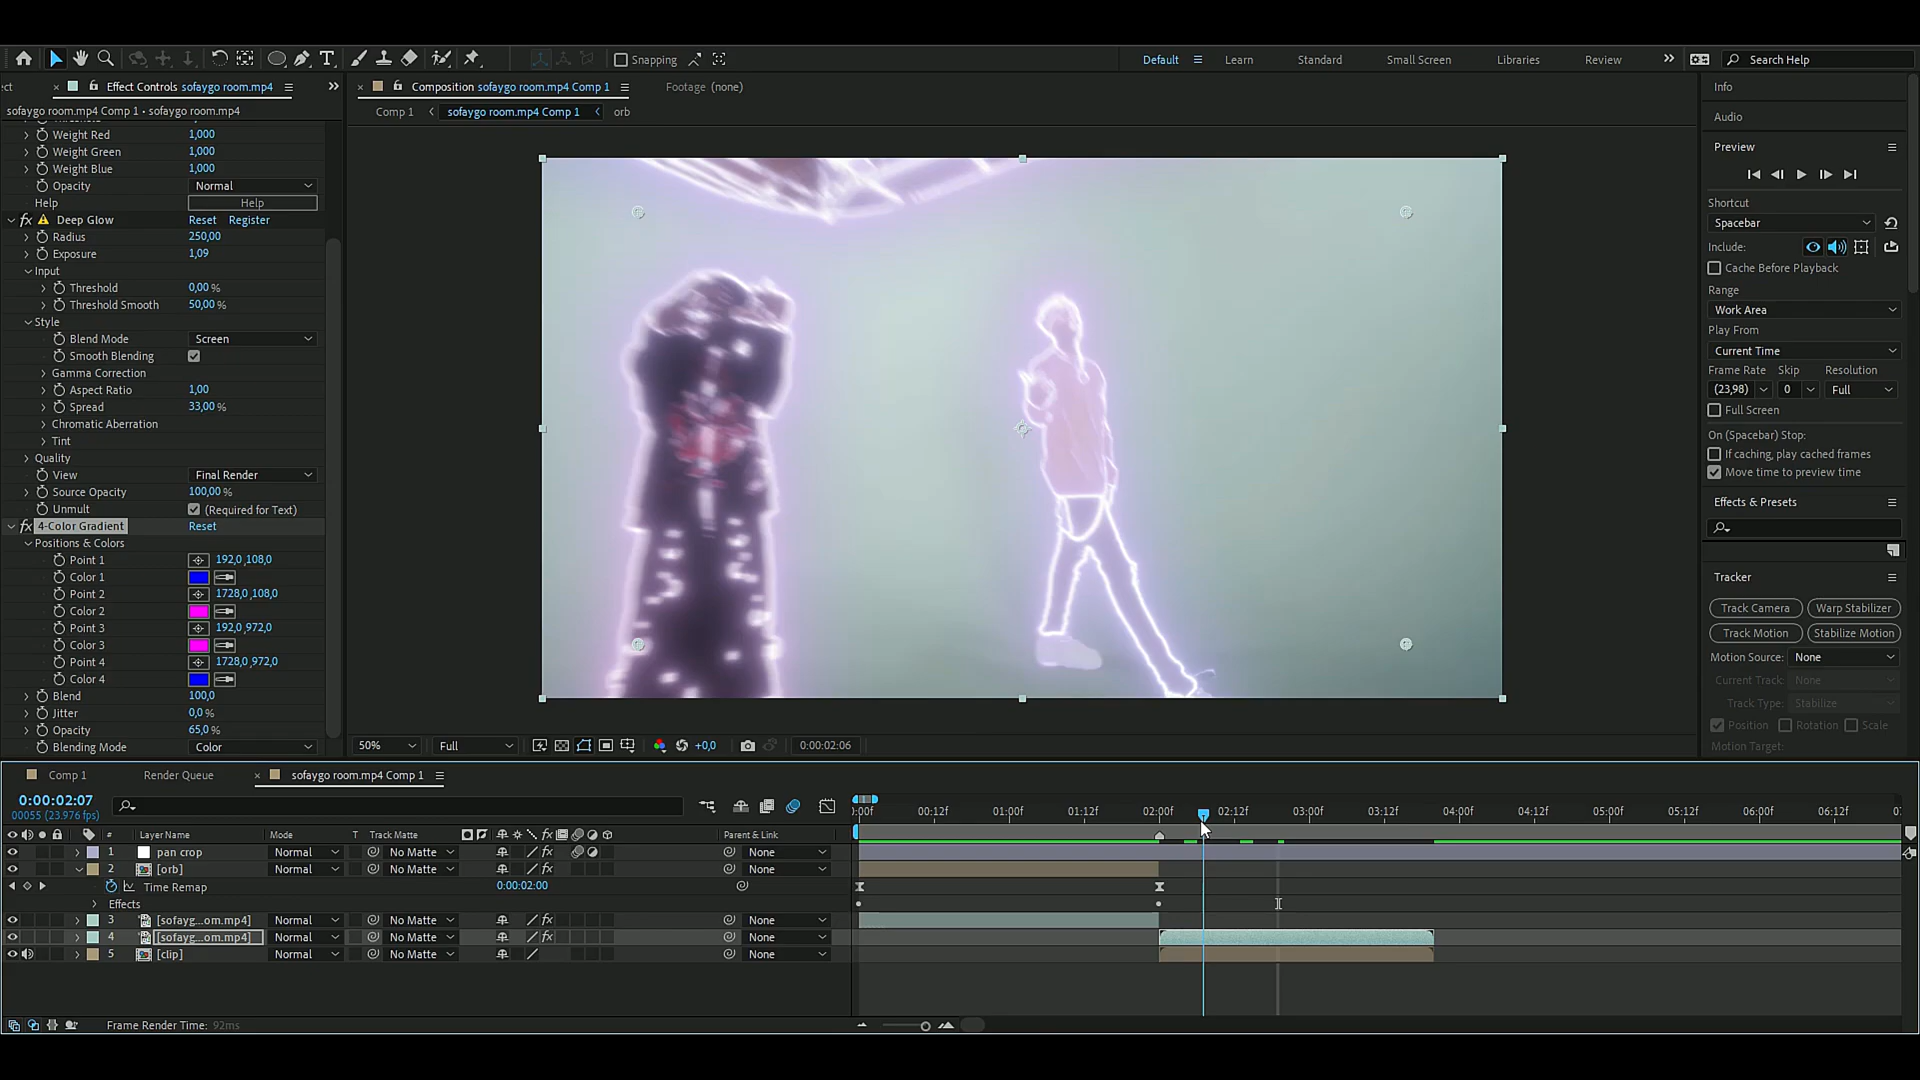 Snapping
Default
Learn
Standard
Small Screen
Libraries
Review
Search Help
Effect Controls sofaygo room.mp4
Composition sofaygo room.mp4 Comp 1
Footage (none)
sofaygo room.mp4 Comp 1 • sofaygo room.mp4
Comp 1
sofaygo room.mp4 Comp 1
orb
Weight Red 1,000
Weight Green 1,000
Weight Blue 1,000
Opacity Normal
Help Help
Deep Glow Reset Register
Radius 250,00
Exposure 1,09
Input
Threshold 0,00 %
Threshold Smooth 50,00 %
Style
Blend Mode Screen
Smooth Blending
Gamma Correction
Aspect Ratio 1,00
Spread 33,00 %
Chromatic Aberration
Tint
Quality
View Final Render
Source Opacity 100,00 %
Unmult (Required for Text)
4-Color Gradient Reset
Positions & Colors
Point 1 192,0,108,0
Color 1
Point 2 1728,0,108,0
Color 2
Point 3 192,0,972,0
Color 3
Point 4 1728,0,972,0
Color 4
Blend 100,0
Jitter 0,0 %
Opacity 65,0 %
Blending Mode Color
50%
Full
+0,0
0:00:02:06
Info
Audio
Preview
Shortcut
Spacebar
Include:
Cache Before Playback
Range
Work Area
Play From
Current Time
Frame Rate Skip Resolution
(23,98) 0 Full
Full Screen
On (Spacebar) Stop:
If caching, play cached frames
Move time to preview time
Effects & Presets
Tracker
Track Camera Warp Stabilizer
Track Motion Stabilize Motion
Motion Source: None
Current Track: None
Track Type: Stabilize
Position Rotation Scale
Motion Target:
Comp 1
Render Queue
sofaygo room.mp4 Comp 1
0:00:02:07
00055 (23.976 fps)
:00f 00:12f 01:00f 01:12f 02:00f 02:12f 03:00f 03:12f 04:00f 04:12f 05:00f 05:12f 06:00f 06:12f 07
# Layer Name Mode T Track Matte Parent & Link
1 pan crop Normal No Matte None
2 [orb] Normal No Matte None
Time Remap 0:00:02:00
Effects
3 [sofayg...om.mp4] Normal No Matte None
4 [sofayg...om.mp4] Normal No Matte None
5 [clip] Normal No Matte None
Frame Render Time: 92ms